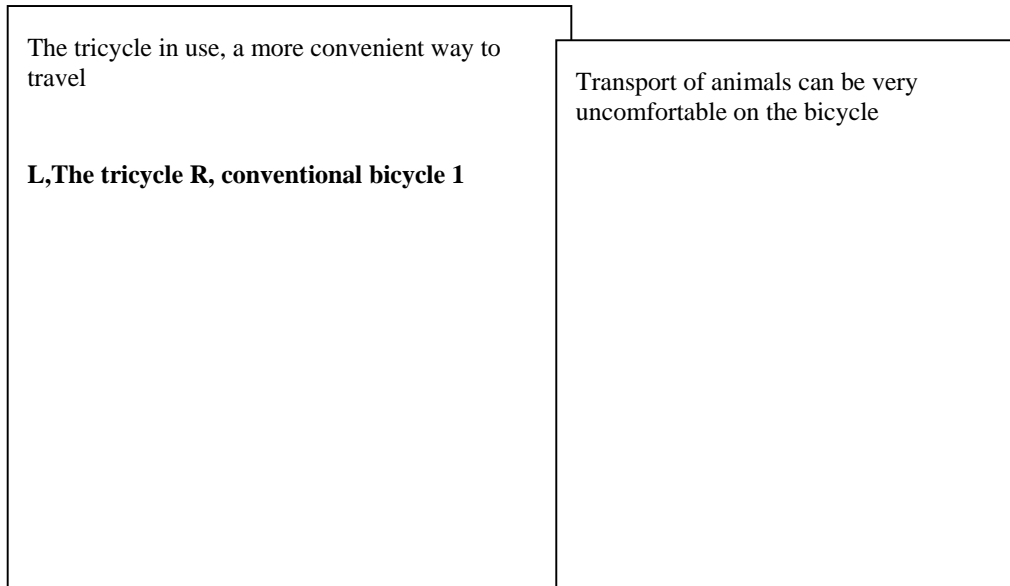 The tricycle in use, a more convenient way to
travel
L,The tricycle R, conventional bicycle 1
Transport of animals can be very
uncomfortable on the bicycle